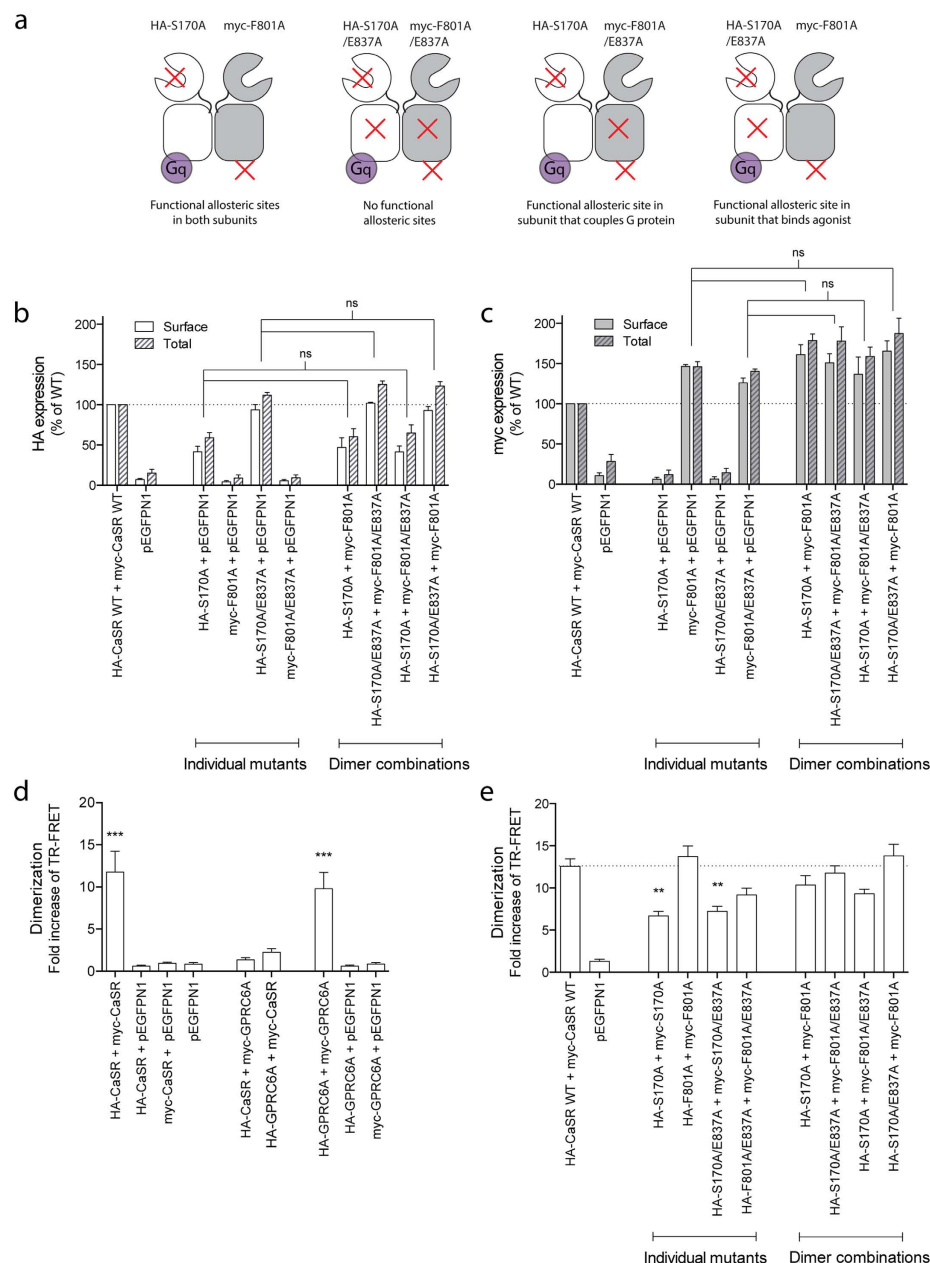 a
HA-S170A
myc-F801A
HA-S170A
/E837A
myc-F801A
/E837A
HA-S170A
myc-F801A
/E837A
HA-S170A
/E837A
myc-F801A
Gq
Gq
Gq
Gq
Functional allosteric sites
in both subunits
No functional
allosteric sites
Functional allosteric site in
subunit that couples G protein
Functional allosteric site in
subunit that binds agonist
b
HA expression
(% of WT)
200
150
100
50
0
Surface
Total
ns
ns
HA-CaSR WT + myc-CaSR WT
pEGFPN1
HA-S170A + pEGFPN1
myc-F801A + pEGFPN1
HA-S170A/E837A + pEGFPN1
myc-F801A/E837A + pEGFPN1
HA-S170A + myc-F801A
HA-S170A/E837A + myc-F801A/E837A
HA-S170A + myc-F801A/E837A
HA-S170A/E837A + myc-F801A
Individual mutants
Dimer combinations
c
myc expression
(% of WT)
200
150
100
50
0
Surface
Total
ns
ns
HA-CaSR WT + myc-CaSR WT
pEGFPN1
HA-S170A + pEGFPN1
myc-F801A + pEGFPN1
HA-S170A/E837A + pEGFPN1
myc-F801A/E837A + pEGFPN1
HA-S170A + myc-F801A
HA-S170A/E837A + myc-F801A/E837A
HA-S170A + myc-F801A/E837A
HA-S170A/E837A + myc-F801A
Individual mutants
Dimer combinations
d
Dimerization
Fold increase of TR-FRET
20
15
10
5
0
***
***
HA-CaSR + myc-CaSR
HA-CaSR + pEGFPN1
myc-CaSR + pEGFPN1
pEGFPN1
HA-CaSR + myc-GPRC6A
HA-GPRC6A + myc-CaSR
HA-GPRC6A + myc-GPRC6A
HA-GPRC6A + pEGFPN1
myc-GPRC6A + pEGFPN1
e
Dimerization
Fold increase of TR-FRET
20
15
10
5
0
**
**
HA-CaSR WT + myc-CaSR WT
pEGFPN1
HA-S170A + myc-S170A
HA-F801A + myc-F801A
HA-S170A/E837A + myc-S170A/E837A
HA-F801A/E837A + myc-F801A/E837A
HA-S170A + myc-F801A
HA-S170A/E837A + myc-F801A/E837A
HA-S170A + myc-F801A/E837A
HA-S170A/E837A + myc-F801A
Individual mutants
Dimer combinations